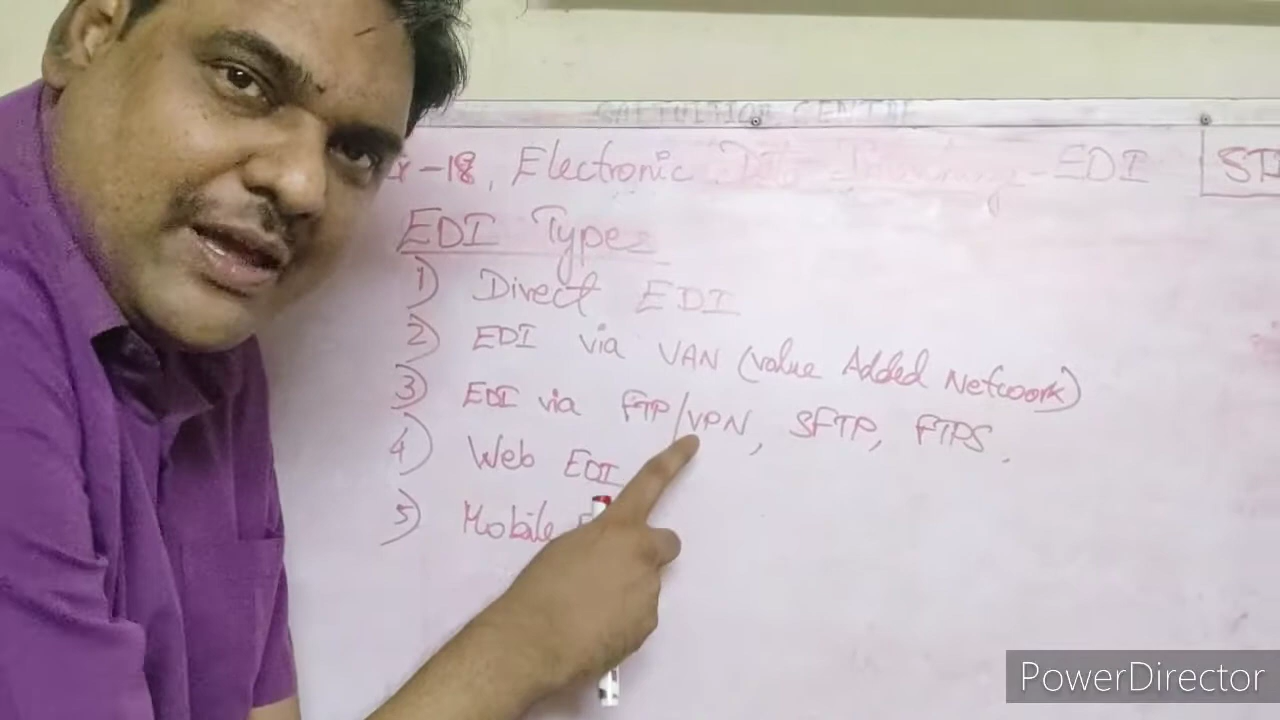 -18, Electronic Data - EDI
EDI Types
1) Direct EDI
2) EDI via VAN (value Added Network)
3) EDI via FTP/VPN, SFTP, FTPS.
4) Web EDI
5) Mobile
PowerDirector